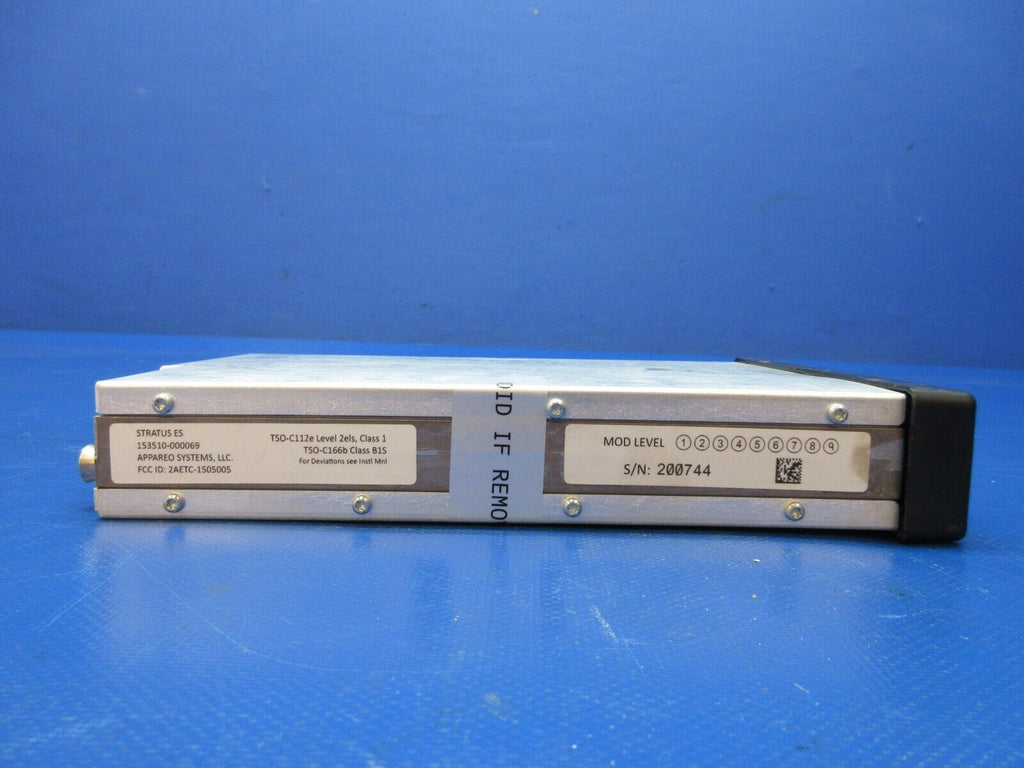 STRATUS ES
153510-000069
APPAREO SYSTEMS, LLC.
FCC ID: 2AETC-1505005
TSO-C112e Level 2els, Class 1
TSO-C166b Class B1S
For Deviations see Instl Mnl
DID IF REMO
MOD LEVEL 1 2 3 4 5 6 7 8 9
S/N: 200744